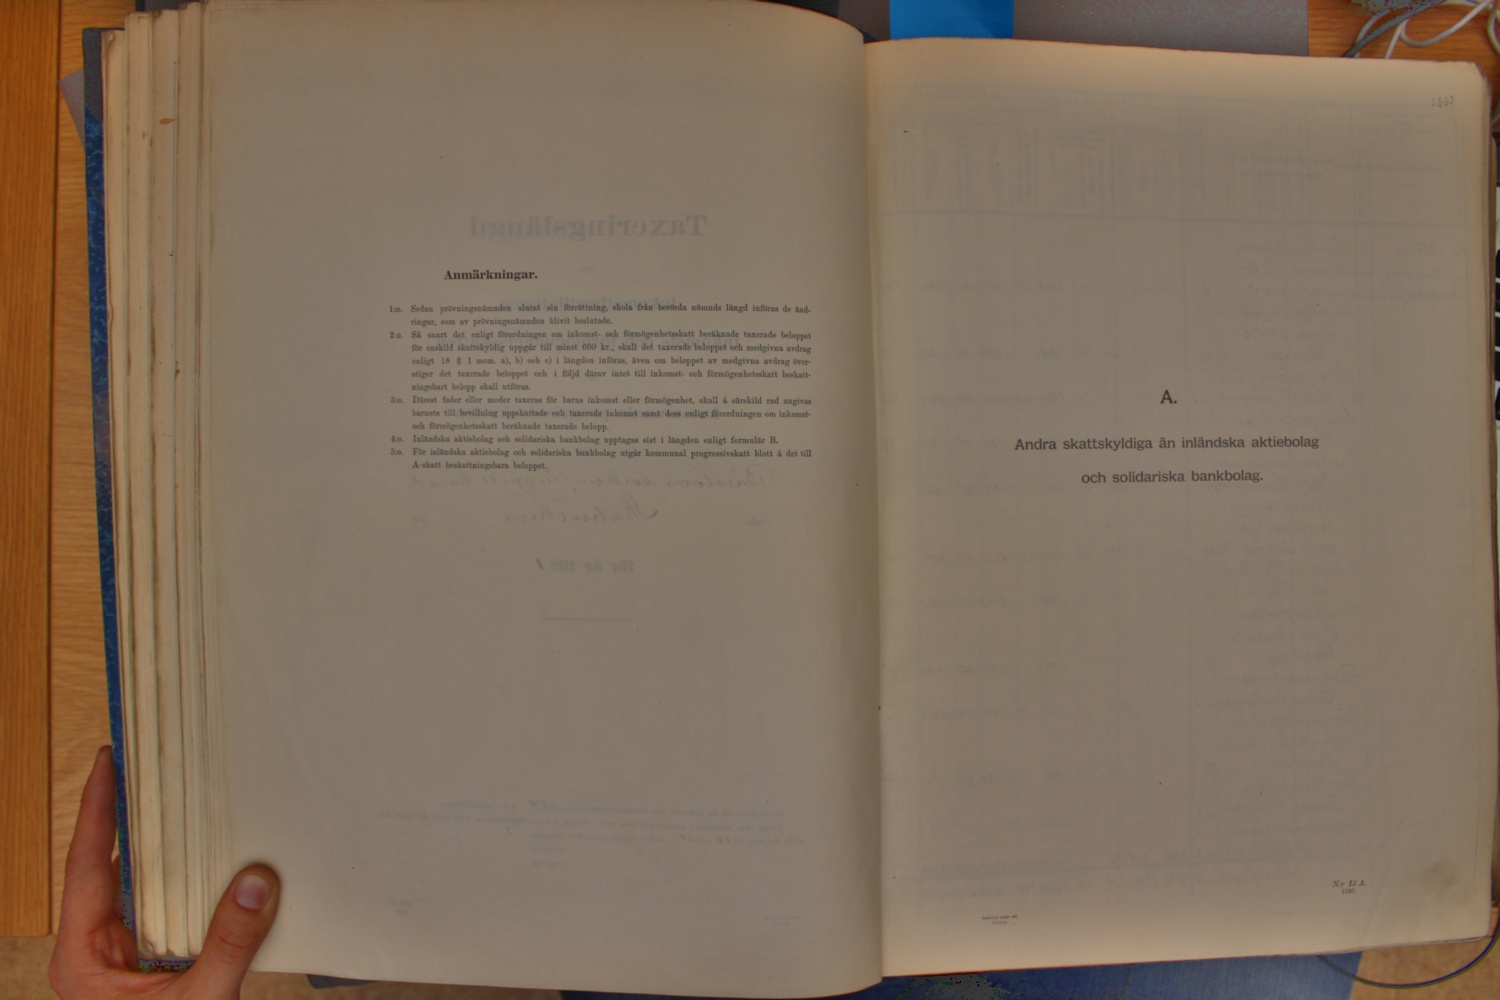 Anmärkningar.
1:o. Sedan prövningsnämnden slutat sin förrättning, skola från berörda nämnds längd införas de änd-
ringar, som av prövningsnämnden blivit beslutade.
2:o. Så snart det enligt förordningen om inkomst- och förmögenhetsskatt beräknade taxerade beloppet
för enskild skattskyldig uppgår till minst 600 kr., skall det taxerade beloppet och medgivna avdrag
enligt 18 § 1 mom. a), b) och c) i längden införas, även om beloppet av medgivna avdrag över-
stiger det taxerade beloppet och i följd därav intet till inkomst- och förmögenhetsskatt beskatt-
ningsbart belopp skall utföras.
3:o. Därest fader eller moder taxeras för barns inkomst eller förmögenhet, skall å särskild rad angivas
barnets till bevillning uppskattade och taxerade inkomst samt dess enligt förordningen om inkomst-
och förmögenhetsskatt beräknade taxerade belopp.
4:o. Inländska aktiebolag och solidariska bankbolag upptagas sist i längden enligt formulär B.
5:o. För inländska aktiebolag och solidariska bankbolag utgår kommunal progressivskatt blott å det till
A-skatt beskattningsbara beloppet.
A.
Andra skattskyldiga än inländska aktiebolag
och solidariska bankbolag.
N:r 12 A.